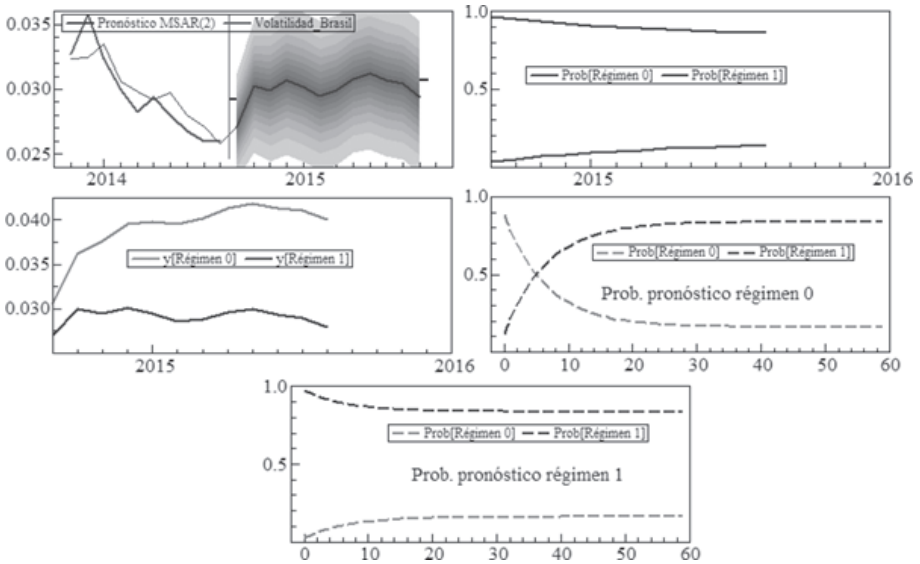 0.035
Pronóstico MSAR(2) Volatilidad_Brasil
0.030
0.025
2014 2015
1.0
0.5
Prob[Régimen 0] Prob[Régimen 1]
2015 2016
0.040
0.035
0.030
y[Régimen 0] y[Régimen 1]
2015 2016
1.0
0.5
Prob[Régimen 0] Prob[Régimen 1]
Prob. pronóstico régimen 0
0 10 20 30 40 50 60
1.0
0.5
Prob[Régimen 0] Prob[Régimen 1]
Prob. pronóstico régimen 1
0 10 20 30 40 50 60